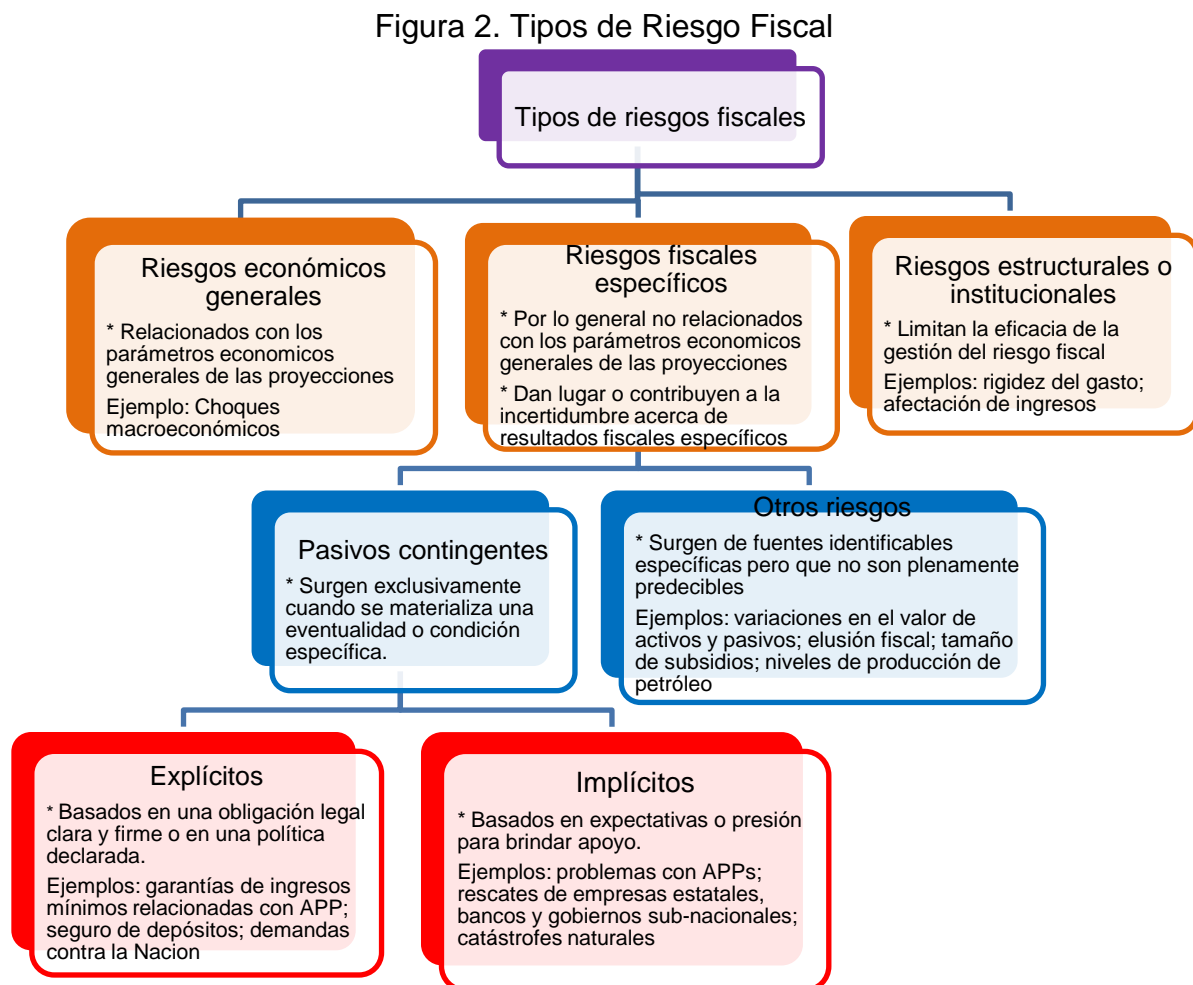 Figura 2. Tipos de Riesgo Fiscal
Tipos de riesgos fiscales
Riesgos económicos
generales
* Relacionados con los
parámetros economicos
generales de las proyecciones
Ejemplo: Choques
macroeconómicos
Riesgos fiscales
específicos
* Por lo general no relacionados
con los parámetros economicos
generales de las proyecciones
* Dan lugar o contribuyen a la
incertidumbre acerca de
resultados fiscales específicos
Riesgos estructurales o
institucionales
* Limitan la eficacia de la
gestión del riesgo fiscal
Ejemplos: rigidez del gasto;
afectación de ingresos
Pasivos contingentes
* Surgen exclusivamente
cuando se materializa una
eventualidad o condición
específica.
Otros riesgos
* Surgen de fuentes identificables
específicas pero que no son plenamente
predecibles
Ejemplos: variaciones en el valor de
activos y pasivos; elusión fiscal; tamaño
de subsidios; niveles de producción de
petróleo
Explícitos
* Basados en una obligación legal
clara y firme o en una política
declarada.
Ejemplos: garantías de ingresos
mínimos relacionadas con APP;
seguro de depósitos; demandas
contra la Nacion
Implícitos
* Basados en expectativas o presión
para brindar apoyo.
Ejemplos: problemas con APPs;
rescates de empresas estatales,
bancos y gobiernos sub-nacionales;
catástrofes naturales